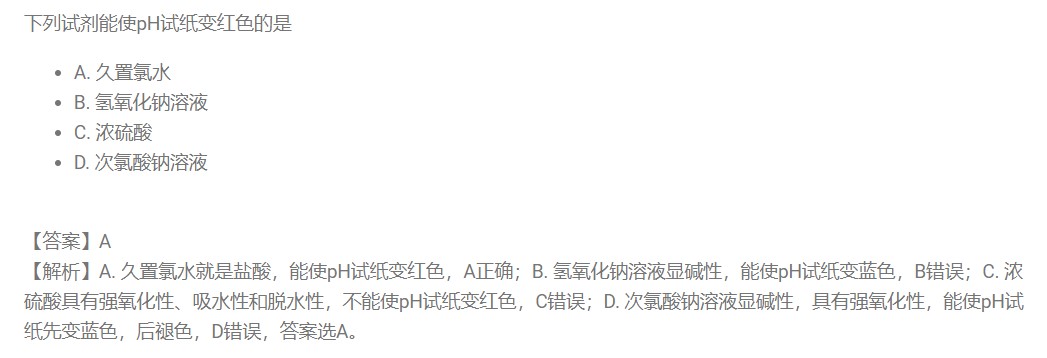 下列试剂能使pH试纸变红色的是
• A. 久置氯水
• B. 氢氧化钠溶液
• C. 浓硫酸
• D. 次氯酸钠溶液
【答案】A
【解析】A. 久置氯水就是盐酸，能使pH试纸变红色，A正确；B. 氢氧化钠溶液显碱性，能使pH试纸变蓝色，B错误；C. 浓
硫酸具有强氧化性、吸水性和脱水性，不能使pH试纸变红色，C错误；D. 次氯酸钠溶液显碱性，具有强氧化性，能使pH试
纸先变蓝色，后褪色，D错误，答案选A。